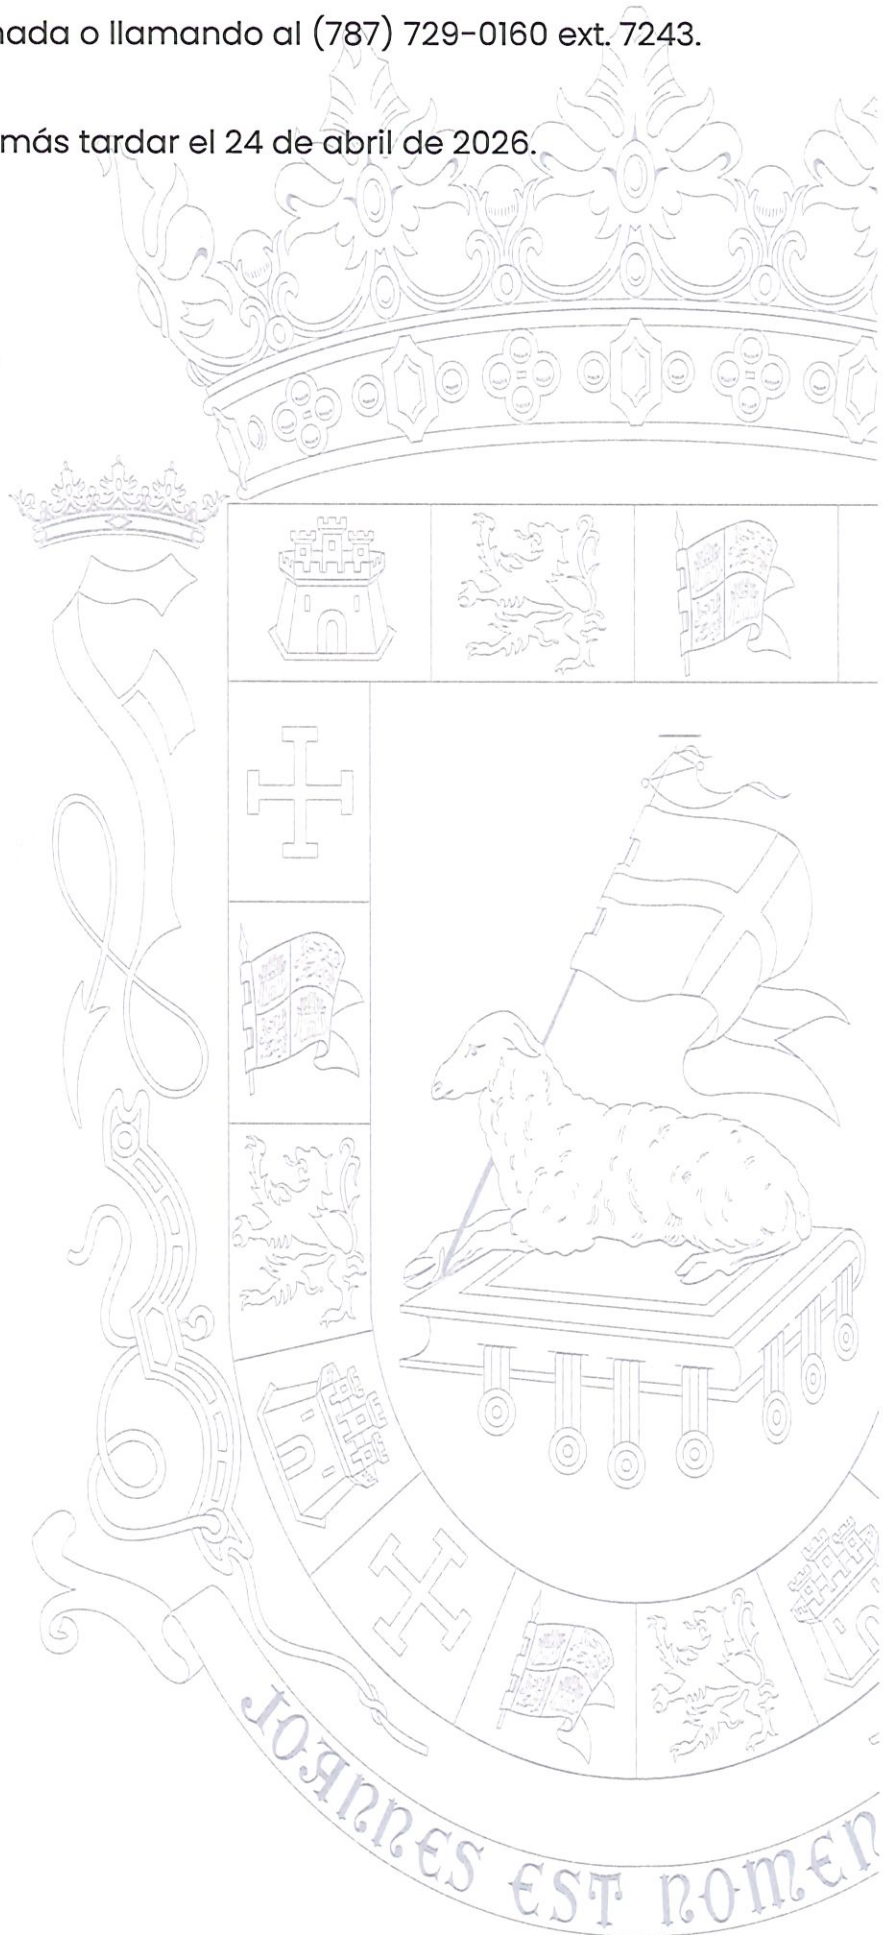 nada o llamando al (787) 729-0160 ext. 7243.
más tardar el 24 de abril de 2026.
JOANNES EST NOMEN